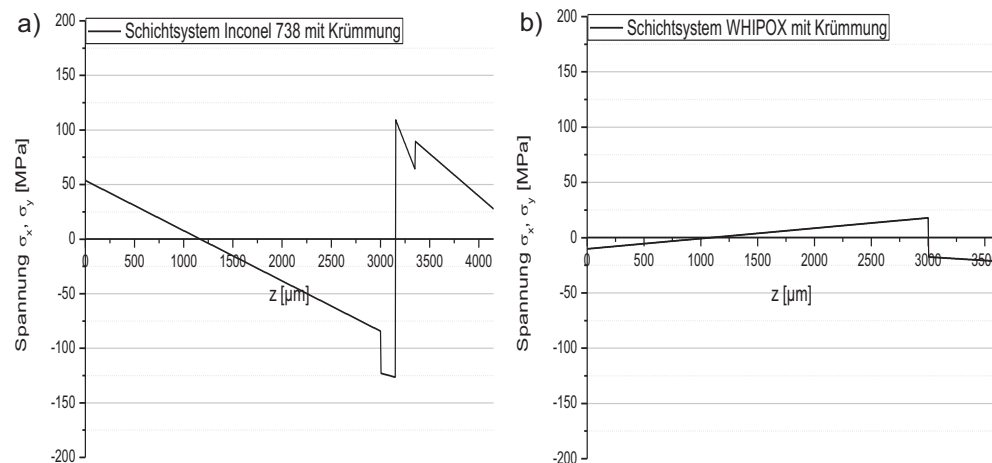 a)
Schichtsystem Inconel 738 mit Krümmung
Spannung σx, σy [MPa]
200
150
100
50
0
-50
-100
-150
-200
0 500 1000 1500 2000 2500 3000 3500 4000
z [µm]
b)
Schichtsystem WHIPOX mit Krümmung
Spannung σx, σy [MPa]
200
150
100
50
0
-50
-100
-150
-200
0 500 1000 1500 2000 2500 3000 3500
z [µm]